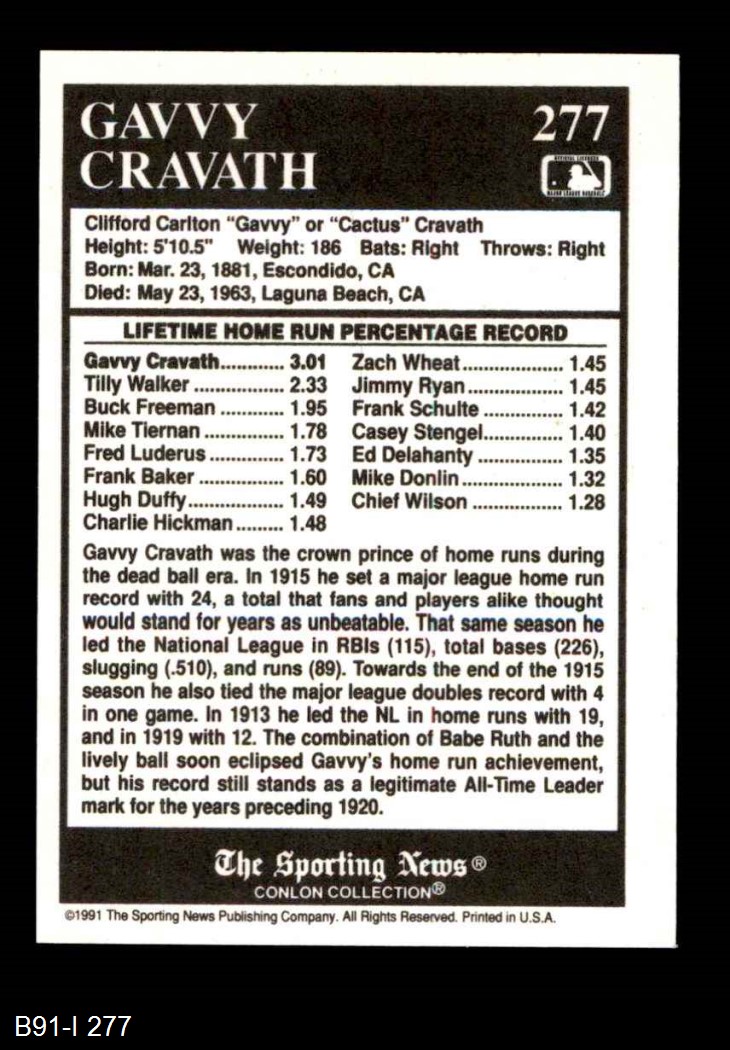 GAVVY
CRAVATH
277
OFFICIAL LICENSEE
MAJOR LEAGUE BASEBALL
Clifford Carlton “Gavvy” or “Cactus” Cravath
Height: 5'10.5" Weight: 186 Bats: Right Throws: Right
Born: Mar. 23, 1881, Escondido, CA
Died: May 23, 1963, Laguna Beach, CA
LIFETIME HOME RUN PERCENTAGE RECORD
Gavvy Cravath............ 3.01
Tilly Walker ................ 2.33
Buck Freeman ............ 1.95
Mike Tiernan .............. 1.78
Fred Luderus .............. 1.73
Frank Baker ............... 1.60
Hugh Duffy................. 1.49
Charlie Hickman......... 1.48
Zach Wheat................... 1.45
Jimmy Ryan.................. 1.45
Frank Schulte ............... 1.42
Casey Stengel............... 1.40
Ed Delahanty ................ 1.35
Mike Donlin................... 1.32
Chief Wilson ................. 1.28
Gavvy Cravath was the crown prince of home runs during
the dead ball era. In 1915 he set a major league home run
record with 24, a total that fans and players alike thought
would stand for years as unbeatable. That same season he
led the National League in RBIs (115), total bases (226),
slugging (.510), and runs (89). Towards the end of the 1915
season he also tied the major league doubles record with 4
in one game. In 1913 he led the NL in home runs with 19,
and in 1919 with 12. The combination of Babe Ruth and the
lively ball soon eclipsed Gavvy's home run achievement,
but his record still stands as a legitimate All-Time Leader
mark for the years preceding 1920.
The Sporting News®
CONLON COLLECTION®
©1991 The Sporting News Publishing Company. All Rights Reserved. Printed in U.S.A.
B91-I 277